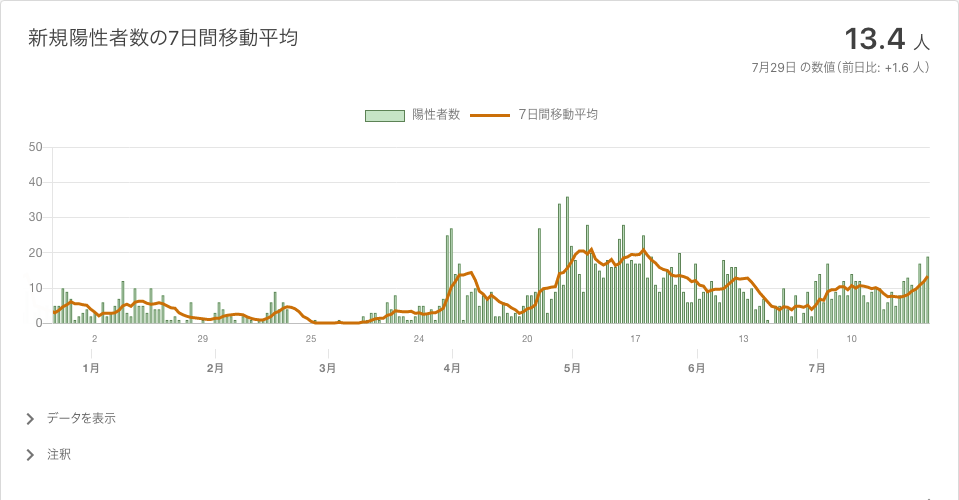 新規陽性者数の7日間移動平均
13.4 人
7月29日 の数値（前日比: +1.6 人）
陽性者数 7日間移動平均
50
40
30
20
10
0
2 29 25 24 20 17 13 10
1月 2月 3月 4月 5月 6月 7月
データを表示
注釈